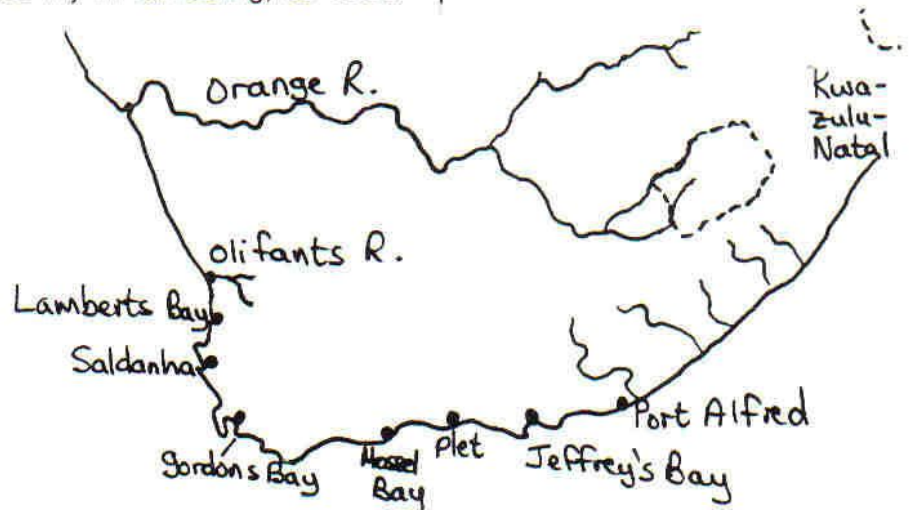 Orange R.
Kwa-
Zulu-
Natal
Olifants R.
Lamberts Bay
Saldanha
Port Alfred
Gordons Bay
Mossel
Bay
Plet
Jeffrey's Bay